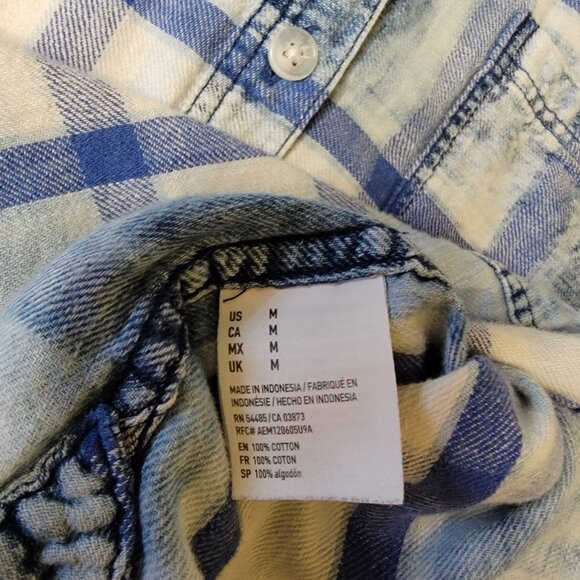 US M
CA M
MX M
UK M
MADE IN INDONESIA / FABRIQUÉ EN
INDONÉSIE / HECHO EN INDONESIA
RN 54485 / CA 03873
RFC# AEM120605U9A
EN 100% COTTON
FR 100% COTON
SP 100% algodón